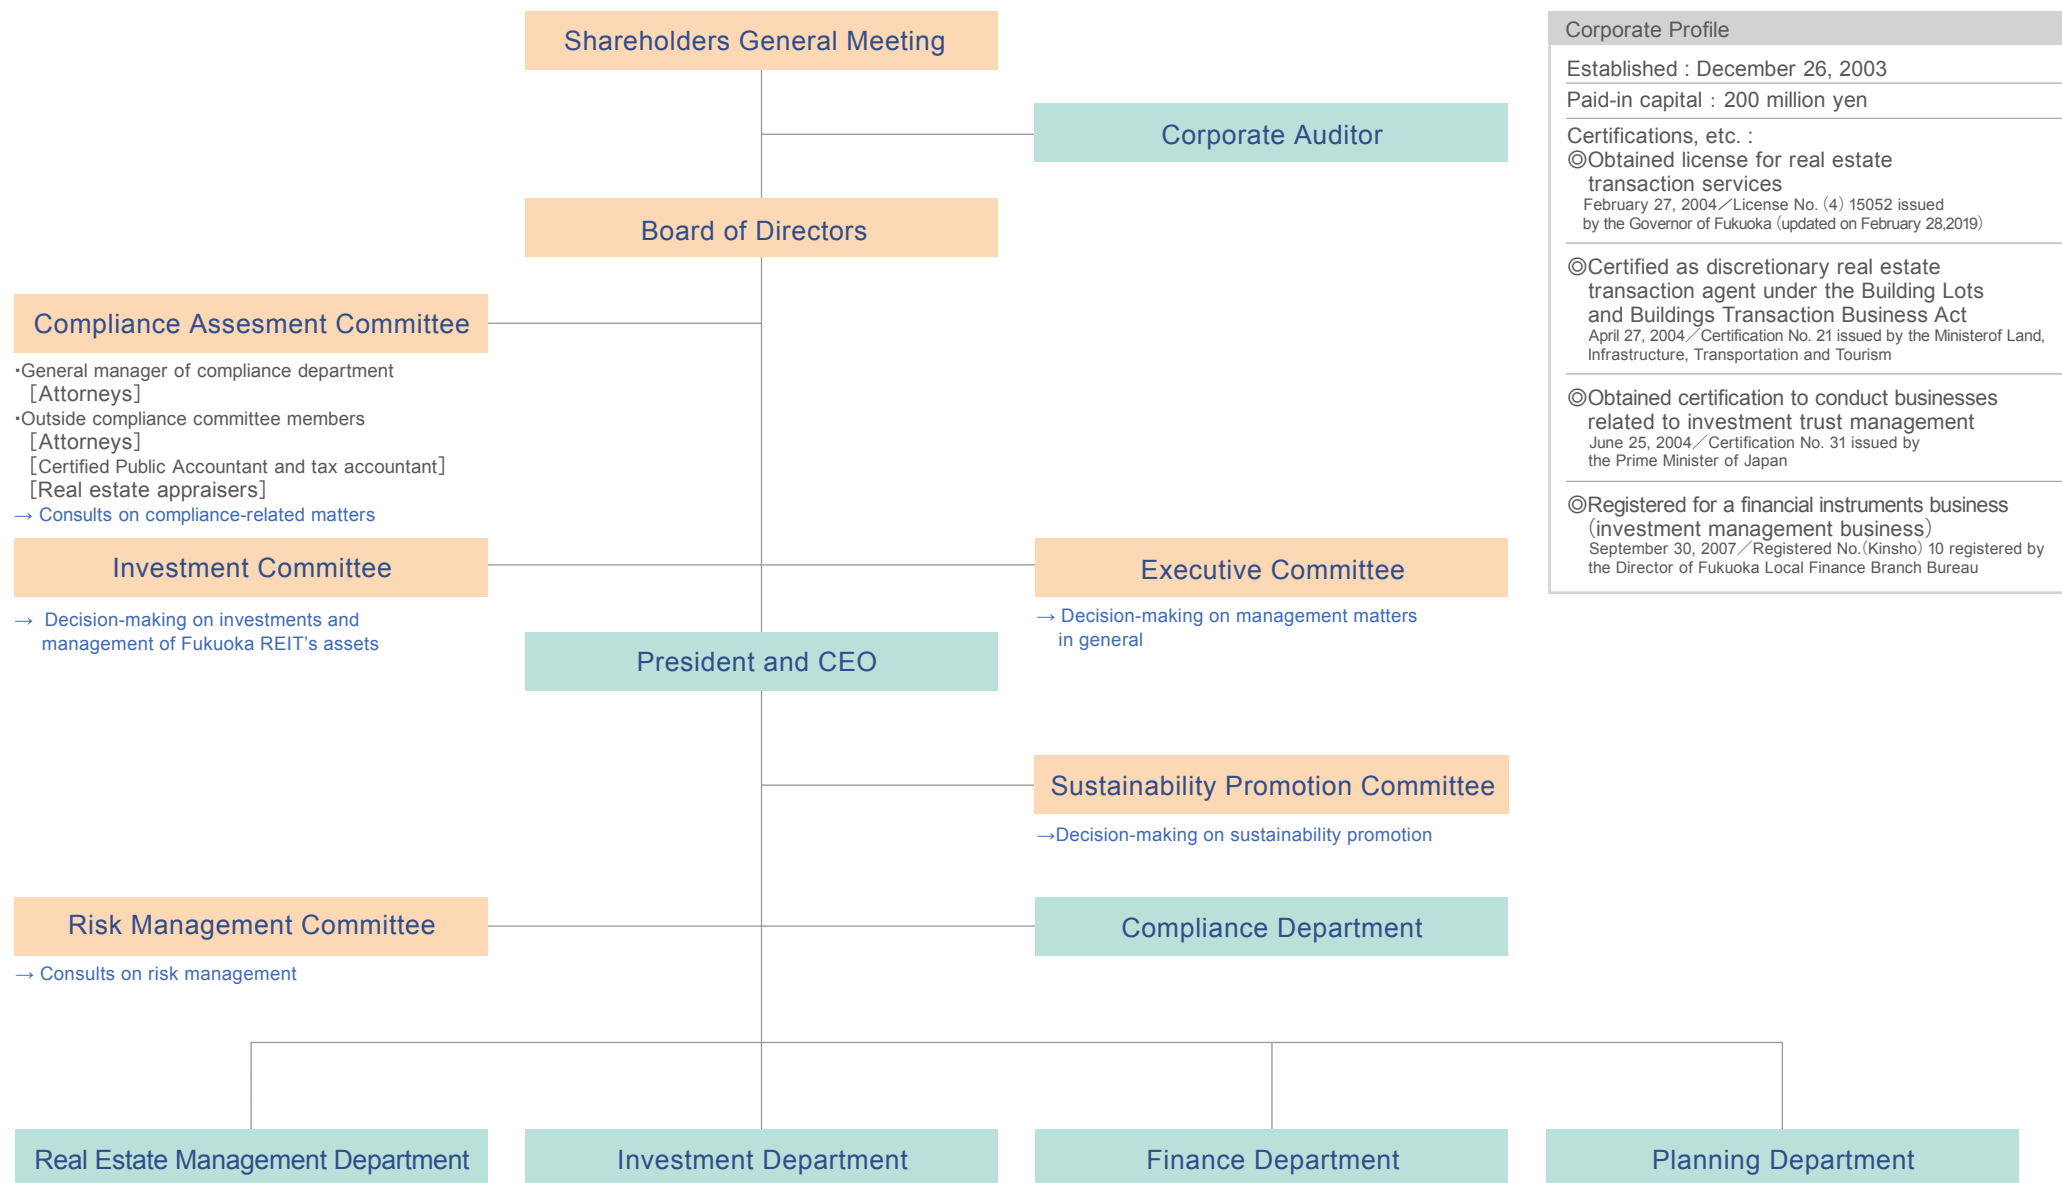 Shareholders General Meeting
Corporate Auditor
Board of Directors
Compliance Assesment Committee
・General manager of compliance department
[Attorneys]
・Outside compliance committee members
[Attorneys]
[Certified Public Accountant and tax accountant]
[Real estate appraisers]
→ Consults on compliance-related matters
Investment Committee
→ Decision-making on investments and
management of Fukuoka REIT's assets
Executive Committee
→ Decision-making on management matters
in general
President and CEO
Sustainability Promotion Committee
→Decision-making on sustainability promotion
Risk Management Committee
→ Consults on risk management
Compliance Department
Real Estate Management Department
Investment Department
Finance Department
Planning Department
Corporate Profile
Established : December 26, 2003
Paid-in capital : 200 million yen
Certifications, etc. :
◎Obtained license for real estate
transaction services
February 27, 2004／License No. (4) 15052 issued
by the Governor of Fukuoka (updated on February 28,2019)
◎Certified as discretionary real estate
transaction agent under the Building Lots
and Buildings Transaction Business Act
April 27, 2004／Certification No. 21 issued by the Ministerof Land,
Infrastructure, Transportation and Tourism
◎Obtained certification to conduct businesses
related to investment trust management
June 25, 2004／Certification No. 31 issued by
the Prime Minister of Japan
◎Registered for a financial instruments business
(investment management business)
September 30, 2007／Registered No.(Kinsho) 10 registered by
the Director of Fukuoka Local Finance Branch Bureau